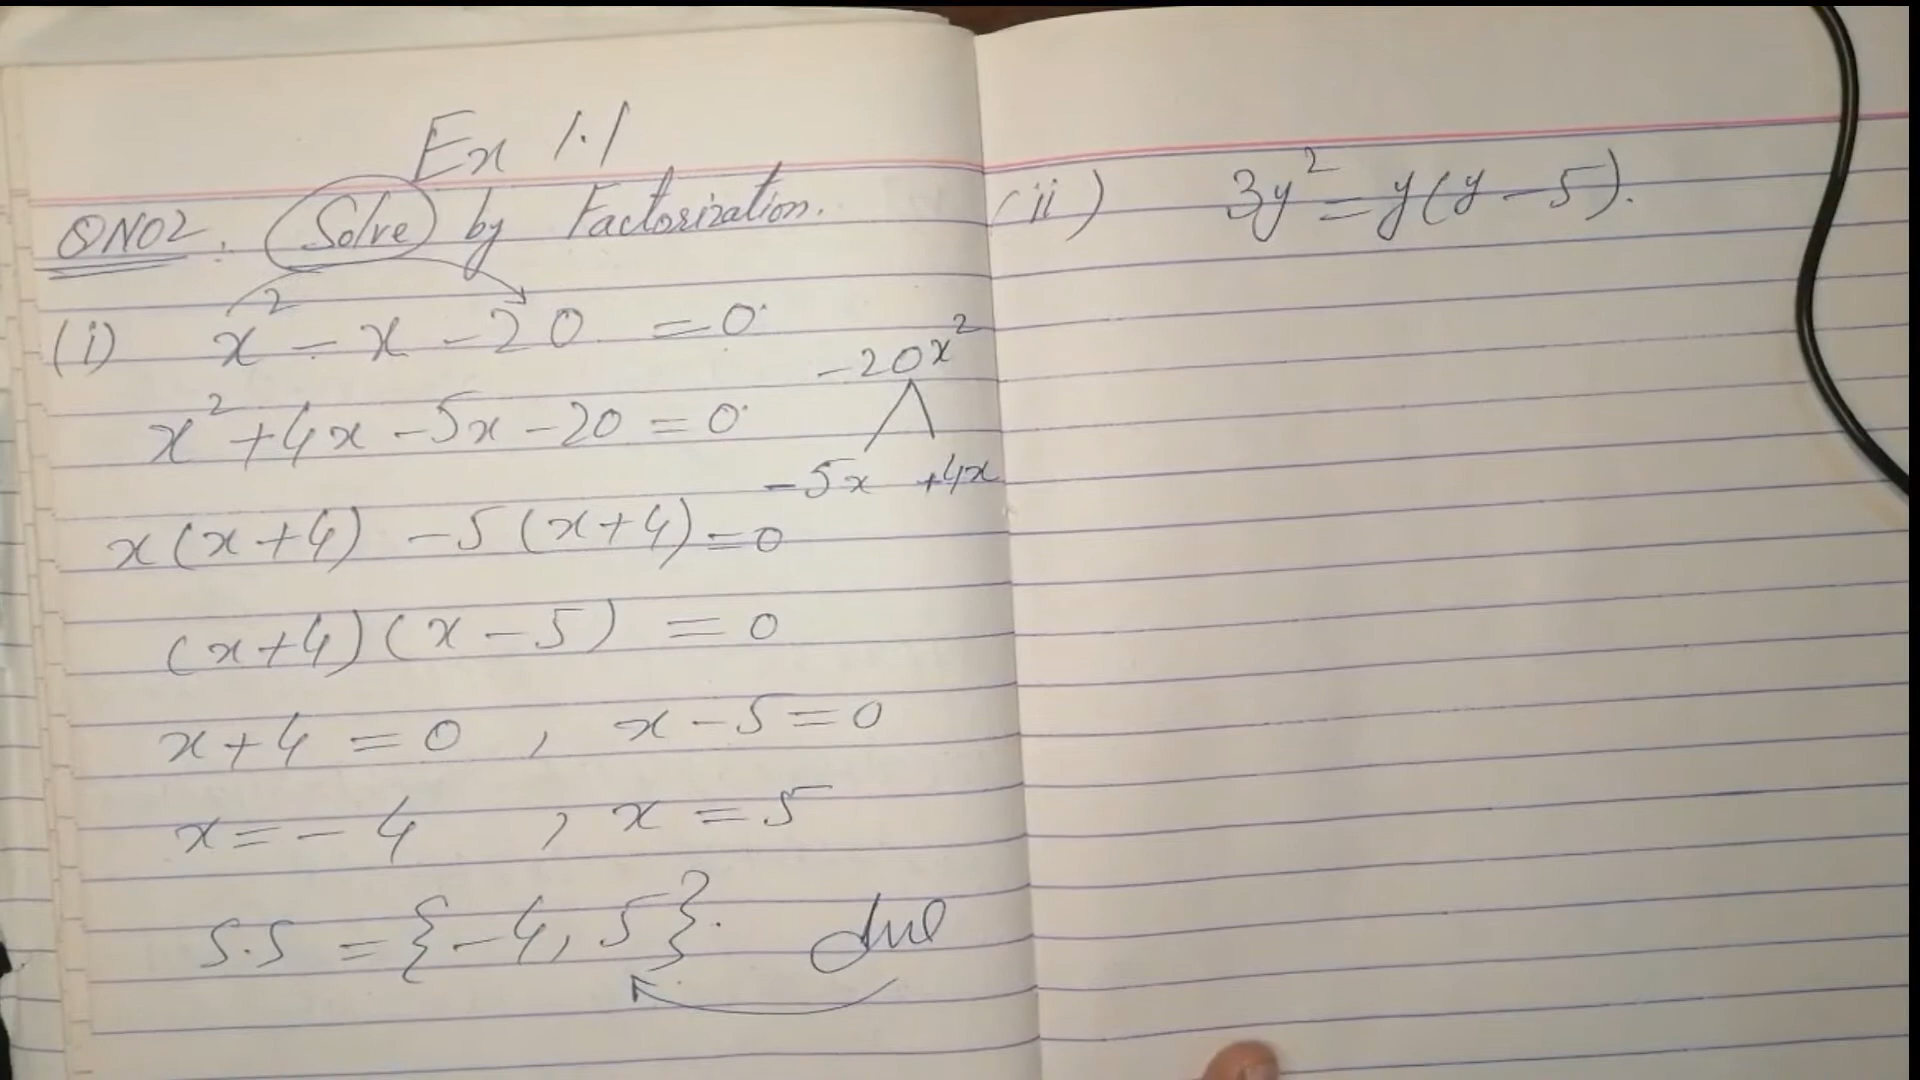 Ex 1.1
QNO2. Solve by Factorization.
(i) x² - x - 20 = 0
-20x²
x² + 4x - 5x - 20 = 0
-5x +4x
x(x+4) -5(x+4) = 0
(x+4)(x-5) = 0
x+4 = 0 , x-5=0
x = -4 , x = 5
S.S = {-4, 5}.
(ii) 3y² = y(y-5).